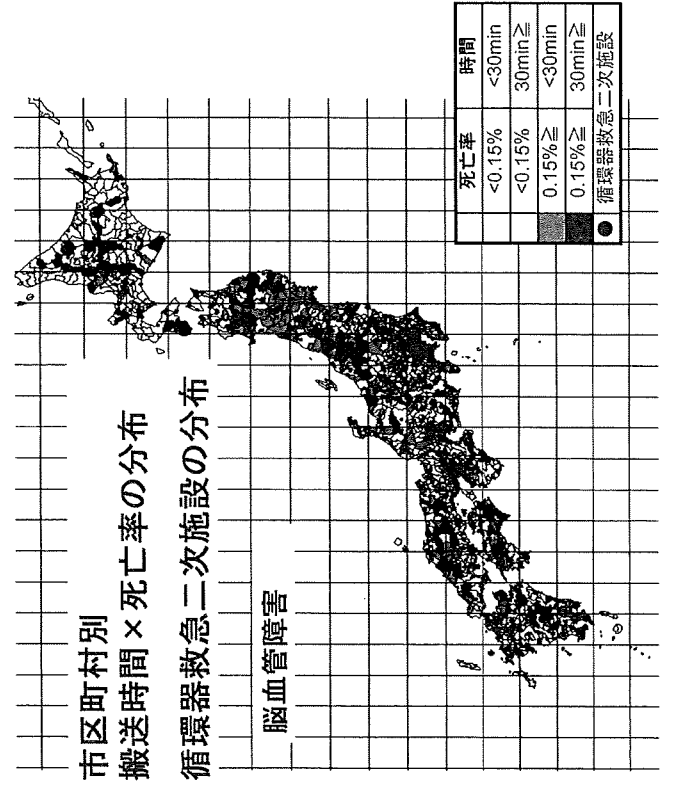 市区町村別
搬送時間×死亡率の分布
循環器救急二次施設の分布
脳血管障害
死亡率 時間
<0.15% <30min
<0.15% 30min≧
0.15%≧ <30min
0.15%≧ 30min≧
循環器救急二次施設